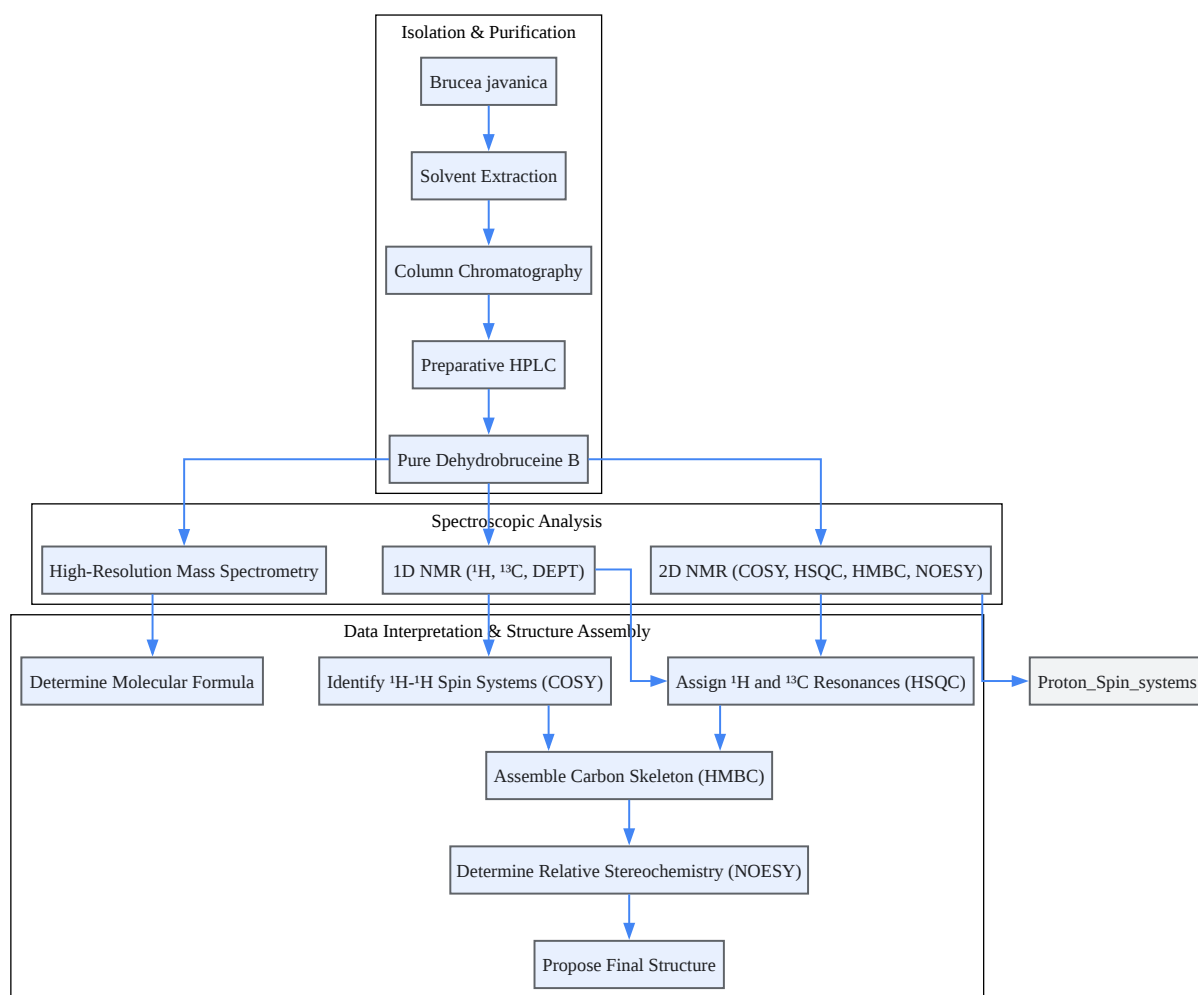 Isolation & Purification
Brucea javanica
Solvent Extraction
Column Chromatography
Preparative HPLC
Pure Dehydrobruceine B
Spectroscopic Analysis
High-Resolution Mass Spectrometry
1D NMR (¹H, ¹³C, DEPT)
2D NMR (COSY, HSQC, HMBC, NOESY)
Data Interpretation & Structure Assembly
Determine Molecular Formula
Identify ¹H-¹H Spin Systems (COSY)
Assign ¹H and ¹³C Resonances (HSQC)
Proton_Spin_systems
Assemble Carbon Skeleton (HMBC)
Determine Relative Stereochemistry (NOESY)
Propose Final Structure